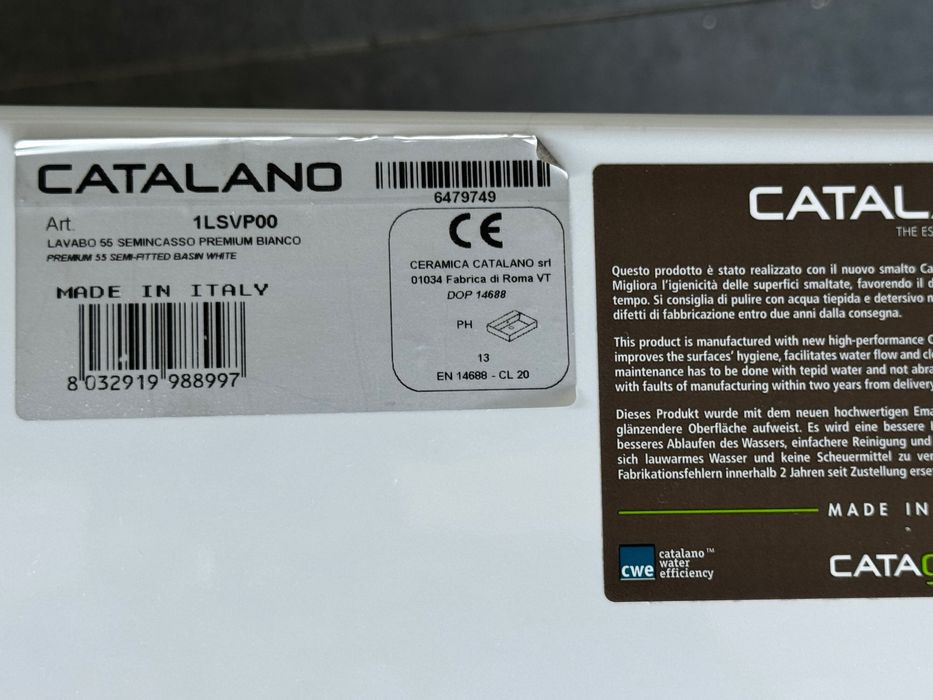 CATALANO
6479749
Art. 1LSVP00
LAVABO 55 SEMINCASSO PREMIUM BIANCO
PREMIUM 55 SEMI-FITTED BASIN WHITE
MADE IN ITALY
8 032919 988997
CE
CERAMICA CATALANO srl
01034 Fabrica di Roma VT
DOP 14688
PH
13
EN 14688 - CL 20
CATAL
THE ES
Questo prodotto è stato realizzato con il nuovo smalto Ca
Migliora l'igienicità delle superfici smaltate, favorendo il d
tempo. Si consiglia di pulire con acqua tiepida e detersivo n
difetti di fabbricazione entro due anni dalla consegna.
This product is manufactured with new high-performance C
improves the surfaces' hygiene, facilitates water flow and cle
maintenance has to be done with tepid water and not abra
with faults of manufacturing within two years from delivery
Dieses Produkt wurde mit dem neuen hochwertigen Ema
glänzendere Oberfläche aufweist. Es wird eine bessere
besseres Ablaufen des Wassers, einfachere Reinigung und
sich lauwarmes Wasser und keine Scheuermittel zu ver
Fabrikationsfehlern innerhalb 2 Jahren seit Zustellung erse
MADE IN
cwe catalano™
water
efficiency
CATAg